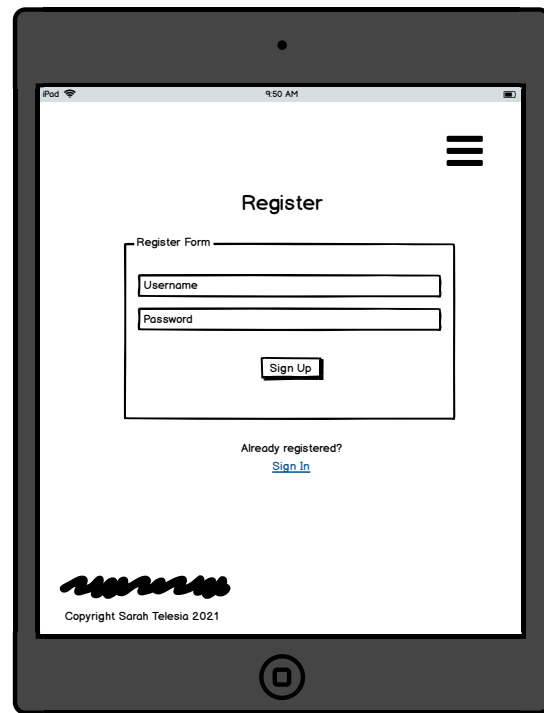 iPad 9:50 AM
Register
Register Form
Username
Password
Sign Up
Already registered?
Sign In
Copyright Sarah Telesia 2021